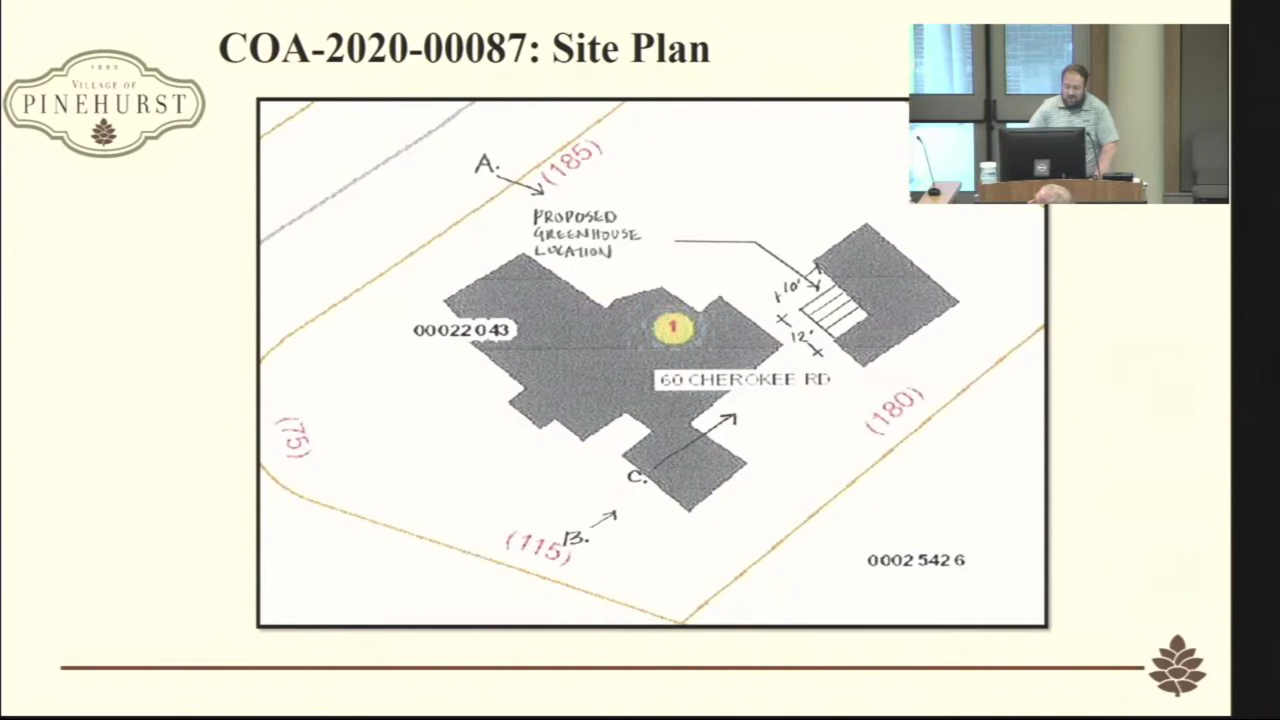 COA-2020-00087: Site Plan
1895
VILLAGE OF
PINEHURST
A.
(185)
PROPOSED
GREENHOUSE
LOCATION
10'
12'
00022043
1
60 CHEROKEE RD
(180)
(75)
C.
B.
(115)
00025426